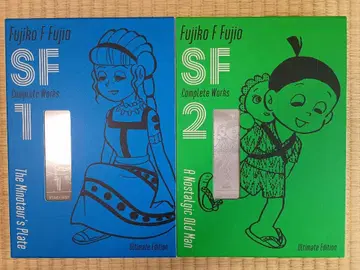 Fujiko F Fujio
SF
Complete Works
1
The Minotaur's Plate
Ultimate Edition
Fujiko F Fujio
SF
Complete Works
2
A Nostalgic Old Man
Ultimate Edition